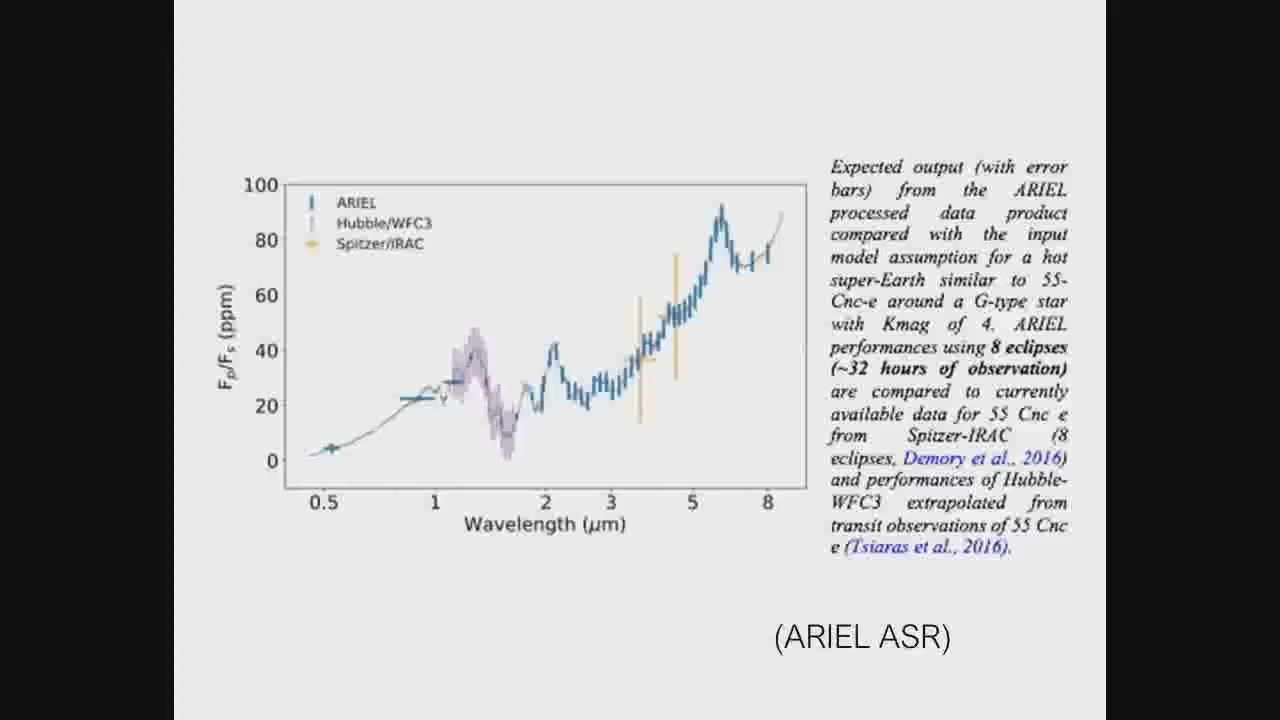 100
80
60
40
20
0
ARIEL
Hubble/WFC3
Spitzer/IRAC
Fp/Fs (ppm)
0.5 1 2 3 5 8
Wavelength (μm)
Expected output (with error
bars) from the ARIEL
processed data product
compared with the input
model assumption for a hot
super-Earth similar to 55-
Cnc-e around a G-type star
with Kmag of 4. ARIEL
performances using 8 eclipses
(~32 hours of observation)
are compared to currently
available data for 55 Cnc e
from Spitzer-IRAC (8
eclipses, Demory et al., 2016)
and performances of Hubble-
WFC3 extrapolated from
transit observations of 55 Cnc
e (Tsiaras et al., 2016).
(ARIEL ASR)